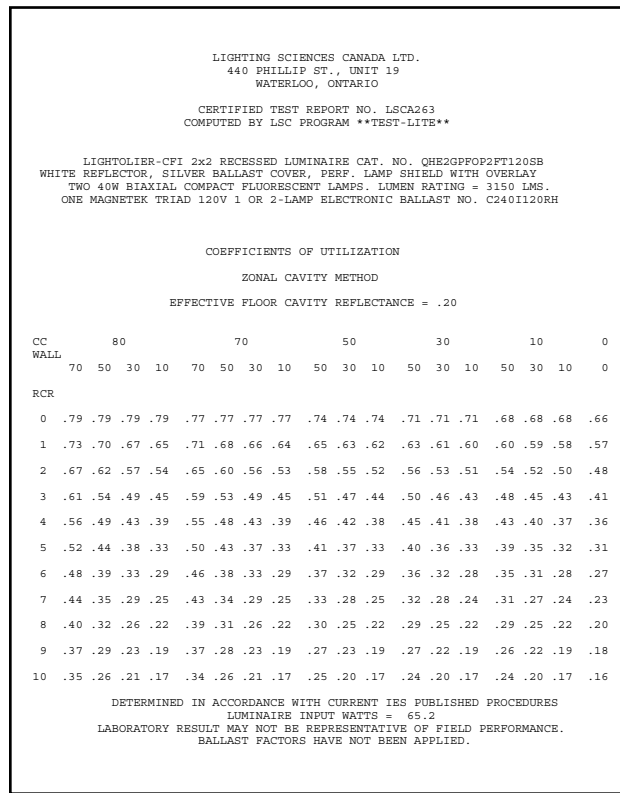 LIGHTING SCIENCES CANADA LTD.
440 PHILLIP ST., UNIT 19
WATERLOO, ONTARIO
CERTIFIED TEST REPORT NO. LSCA263
COMPUTED BY LSC PROGRAM **TEST-LITE**
LIGHTOLIER-CFI 2x2 RECESSED LUMINAIRE CAT. NO. QHE2GPFOP2FT120SB
WHITE REFLECTOR, SILVER BALLAST COVER, PERF. LAMP SHIELD WITH OVERLAY
TWO 40W BIAXIAL COMPACT FLUORESCENT LAMPS. LUMEN RATING = 3150 LMS.
ONE MAGNETEK TRIAD 120V 1 OR 2-LAMP ELECTRONIC BALLAST NO. C240I120RH
COEFFICIENTS OF UTILIZATION
ZONAL CAVITY METHOD
EFFECTIVE FLOOR CAVITY REFLECTANCE = .20
CC 80 70 50 30 10 0
WALL
70 50 30 10 70 50 30 10 50 30 10 50 30 10 50 30 10 0
RCR
0 .79 .79 .79 .79 .77 .77 .77 .77 .74 .74 .74 .71 .71 .71 .68 .68 .68 .66
1 .73 .70 .67 .65 .71 .68 .66 .64 .65 .63 .62 .63 .61 .60 .60 .59 .58 .57
2 .67 .62 .57 .54 .65 .60 .56 .53 .58 .55 .52 .56 .53 .51 .54 .52 .50 .48
3 .61 .54 .49 .45 .59 .53 .49 .45 .51 .47 .44 .50 .46 .43 .48 .45 .43 .41
4 .56 .49 .43 .39 .55 .48 .43 .39 .46 .42 .38 .45 .41 .38 .43 .40 .37 .36
5 .52 .44 .38 .33 .50 .43 .37 .33 .41 .37 .33 .40 .36 .33 .39 .35 .32 .31
6 .48 .39 .33 .29 .46 .38 .33 .29 .37 .32 .29 .36 .32 .28 .35 .31 .28 .27
7 .44 .35 .29 .25 .43 .34 .29 .25 .33 .28 .25 .32 .28 .24 .31 .27 .24 .23
8 .40 .32 .26 .22 .39 .31 .26 .22 .30 .25 .22 .29 .25 .22 .29 .25 .22 .20
9 .37 .29 .23 .19 .37 .28 .23 .19 .27 .23 .19 .27 .22 .19 .26 .22 .19 .18
10 .35 .26 .21 .17 .34 .26 .21 .17 .25 .20 .17 .24 .20 .17 .24 .20 .17 .16
DETERMINED IN ACCORDANCE WITH CURRENT IES PUBLISHED PROCEDURES
LUMINAIRE INPUT WATTS = 65.2
LABORATORY RESULT MAY NOT BE REPRESENTATIVE OF FIELD PERFORMANCE.
BALLAST FACTORS HAVE NOT BEEN APPLIED.